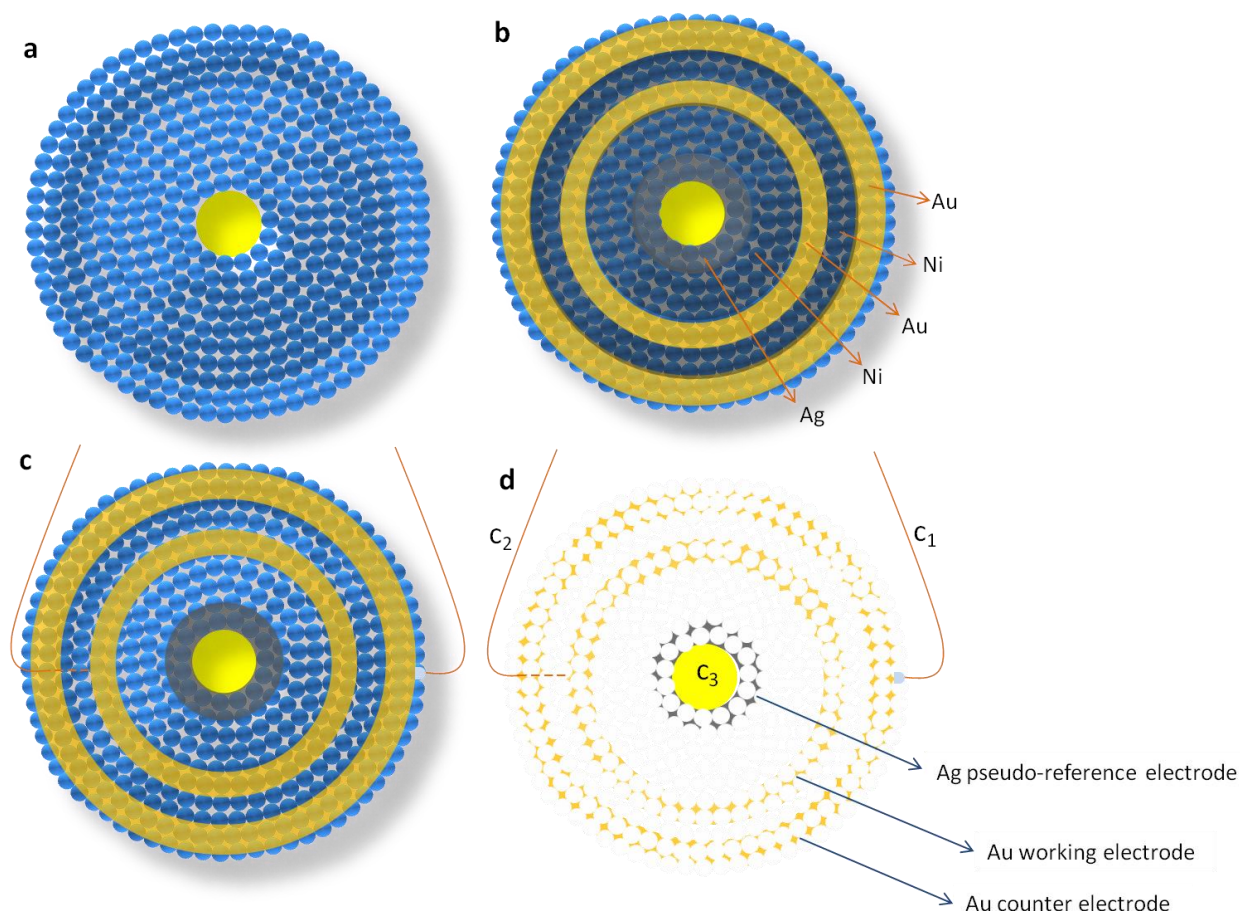 a
b
Au
Ni
Au
Ni
Ag
c
d
c2
c1
c3
Ag pseudo-reference electrode
Au working electrode
Au counter electrode